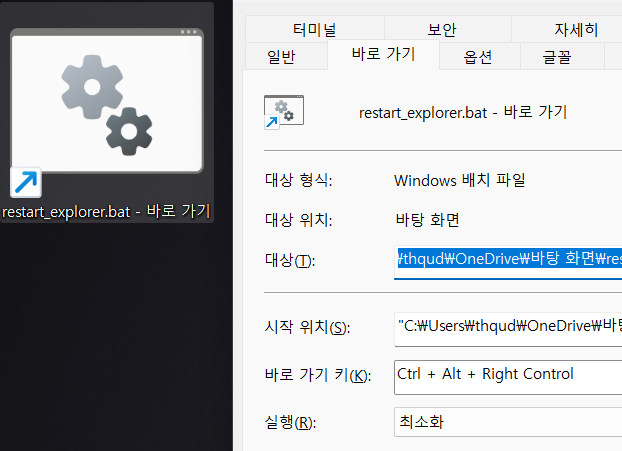 restart_explorer.bat - 바로 가기
터미널 보안 자세히
일반 바로 가기 옵션 글꼴
restart_explorer.bat - 바로 가기
대상 형식: Windows 배치 파일
대상 위치: 바탕 화면
대상(T): ₩thqud₩OneDrive₩바탕 화면₩res
시작 위치(S): "C:₩Users₩thqud₩OneDrive₩바탕
바로 가기 키(K): Ctrl + Alt + Right Control
실행(R): 최소화